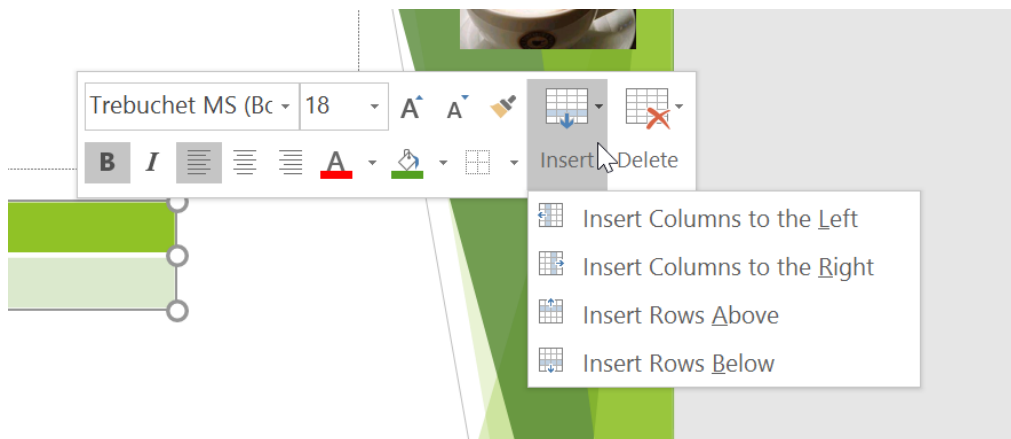 Trebuchet MS (Bc 18 A A
B I A Insert Delete
Insert Columns to the Left
Insert Columns to the Right
Insert Rows Above
Insert Rows Below